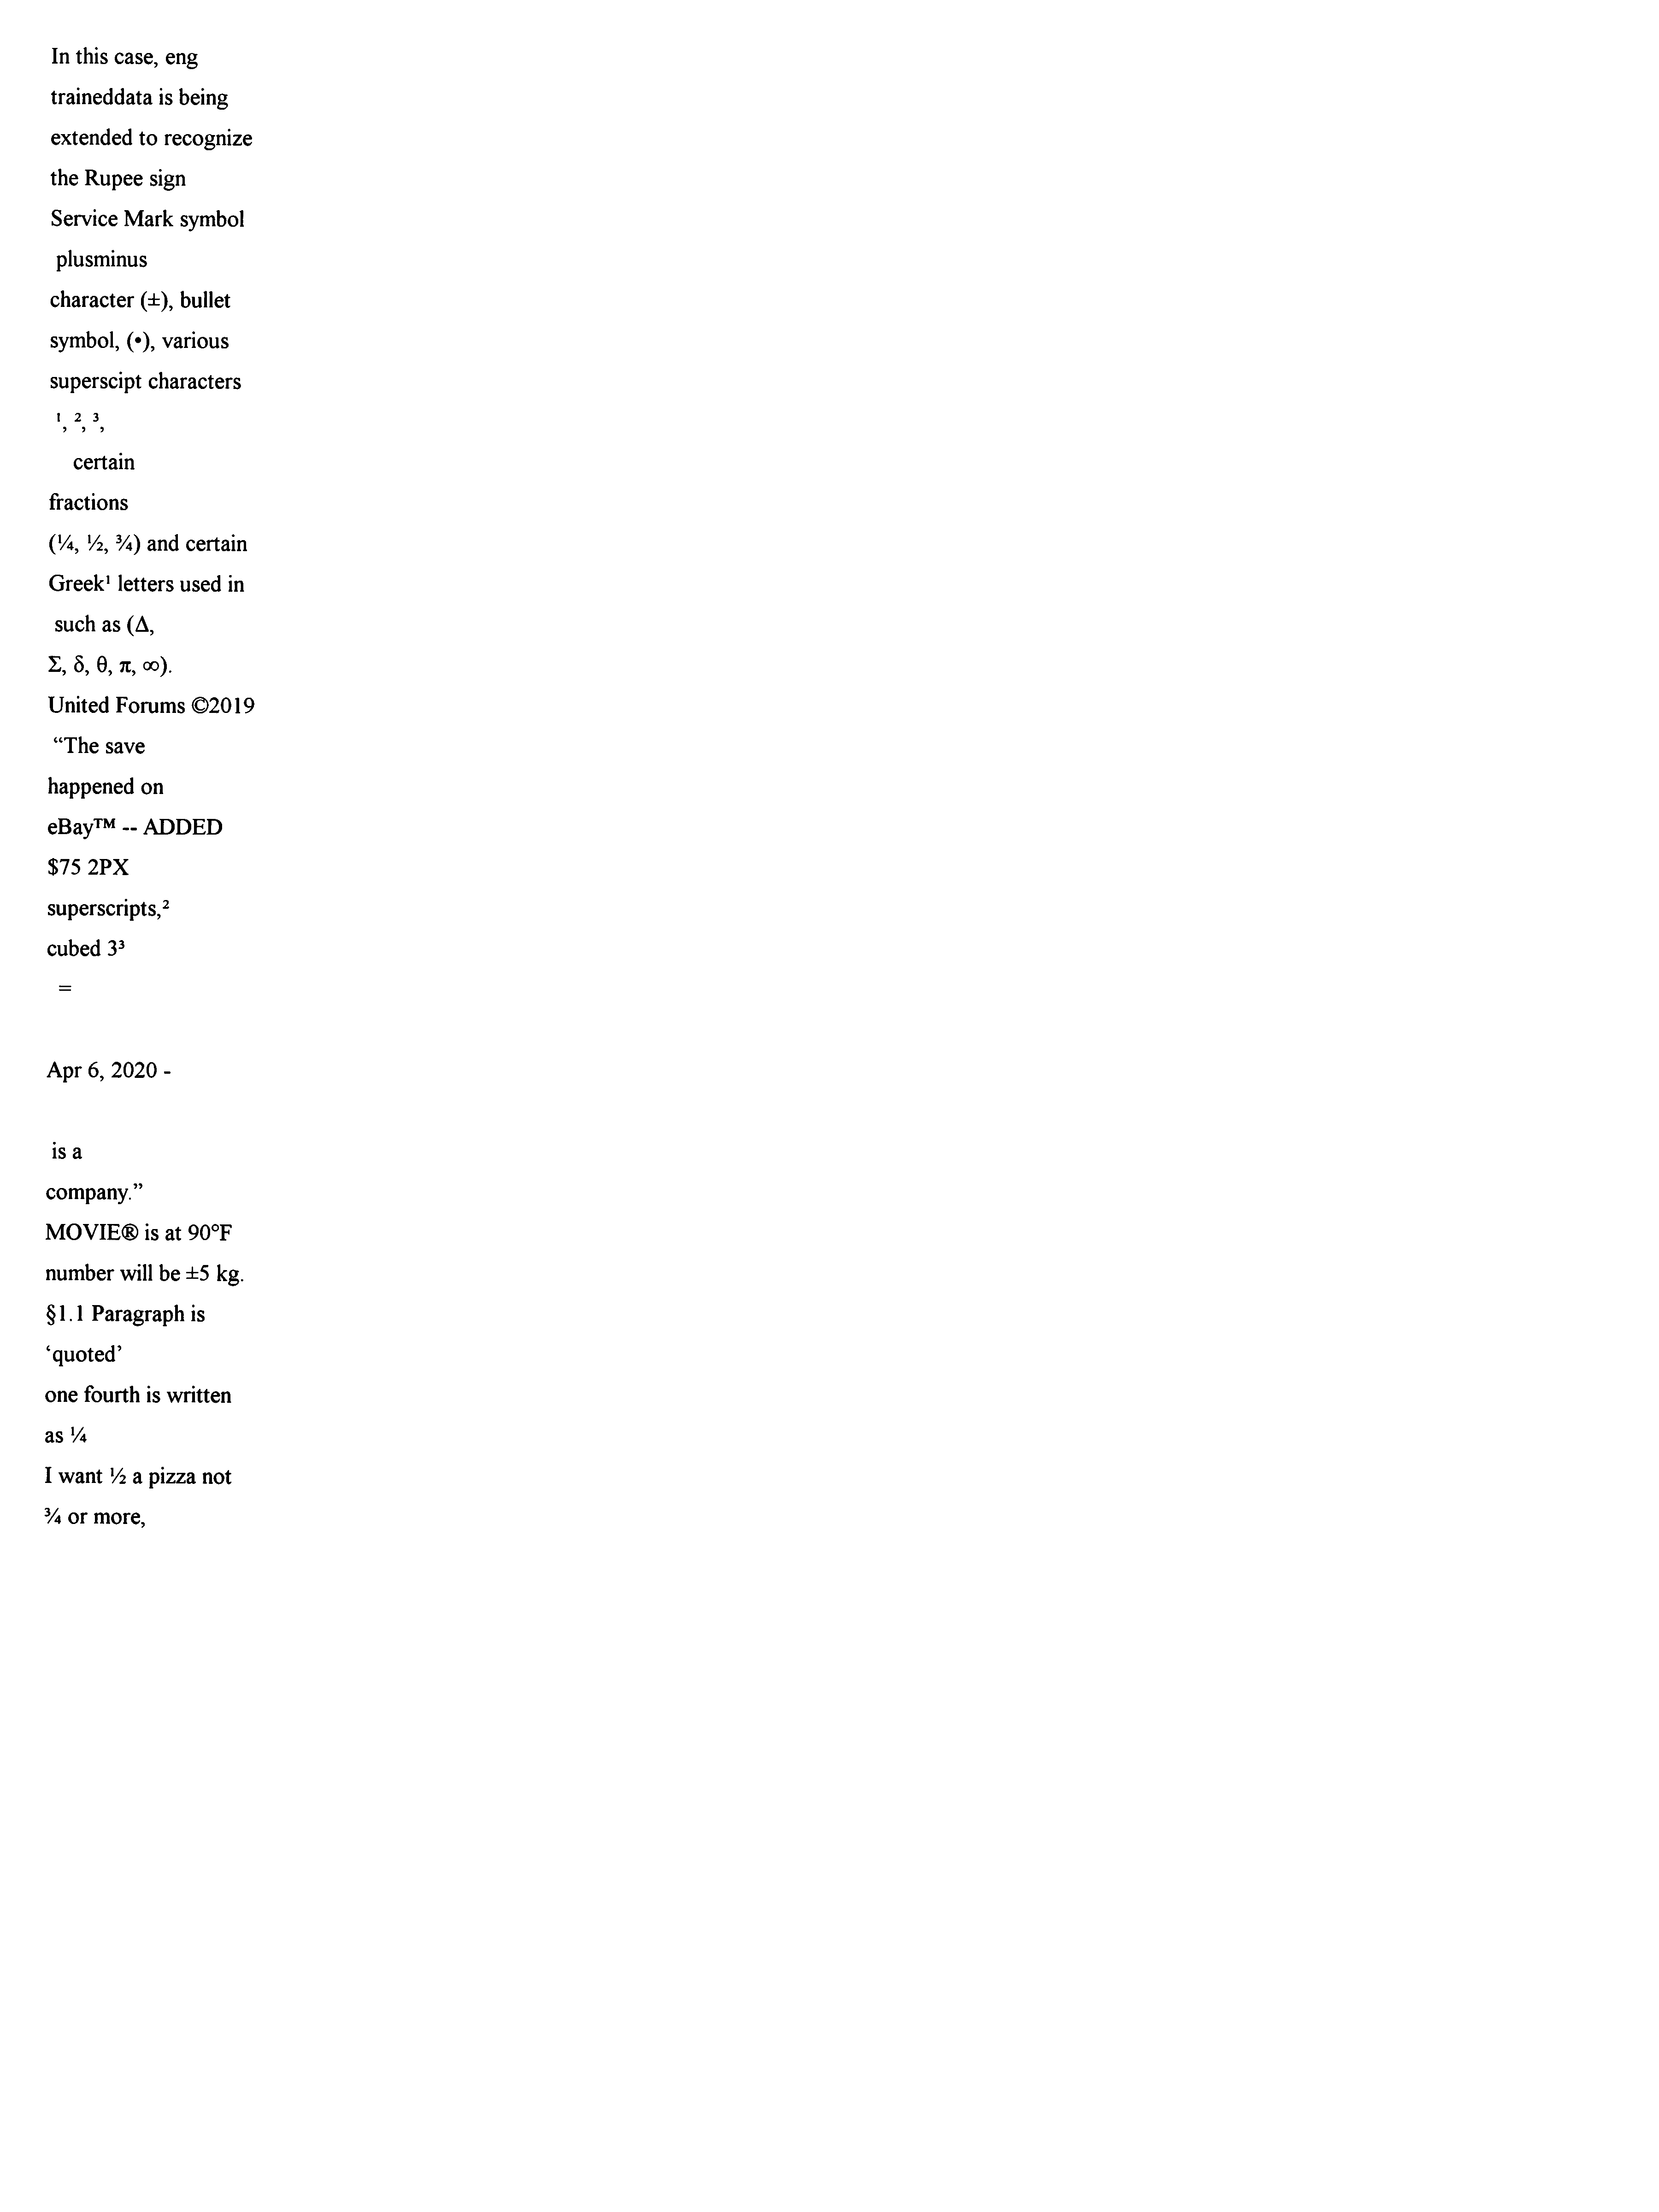 In this case, eng
traineddata is being
extended to recognize
the Rupee sign
Service Mark symbol
plusminus
character (±), bullet
symbol, (•), various
superscipt characters
¹, ², ³,
certain
fractions
(¼, ½, ¾) and certain
Greek¹ letters used in
such as (Δ,
Σ, δ, θ, π, ∞).
United Forums ©2019
“The save
happened on
eBay™ -- ADDED
$75 2PX
superscripts,²
cubed 3³
=
Apr 6, 2020 -
is a
company.”
MOVIE® is at 90°F
number will be ±5 kg.
§1.1 Paragraph is
‘quoted’
one fourth is written
as ¼
I want ½ a pizza not
¾ or more,